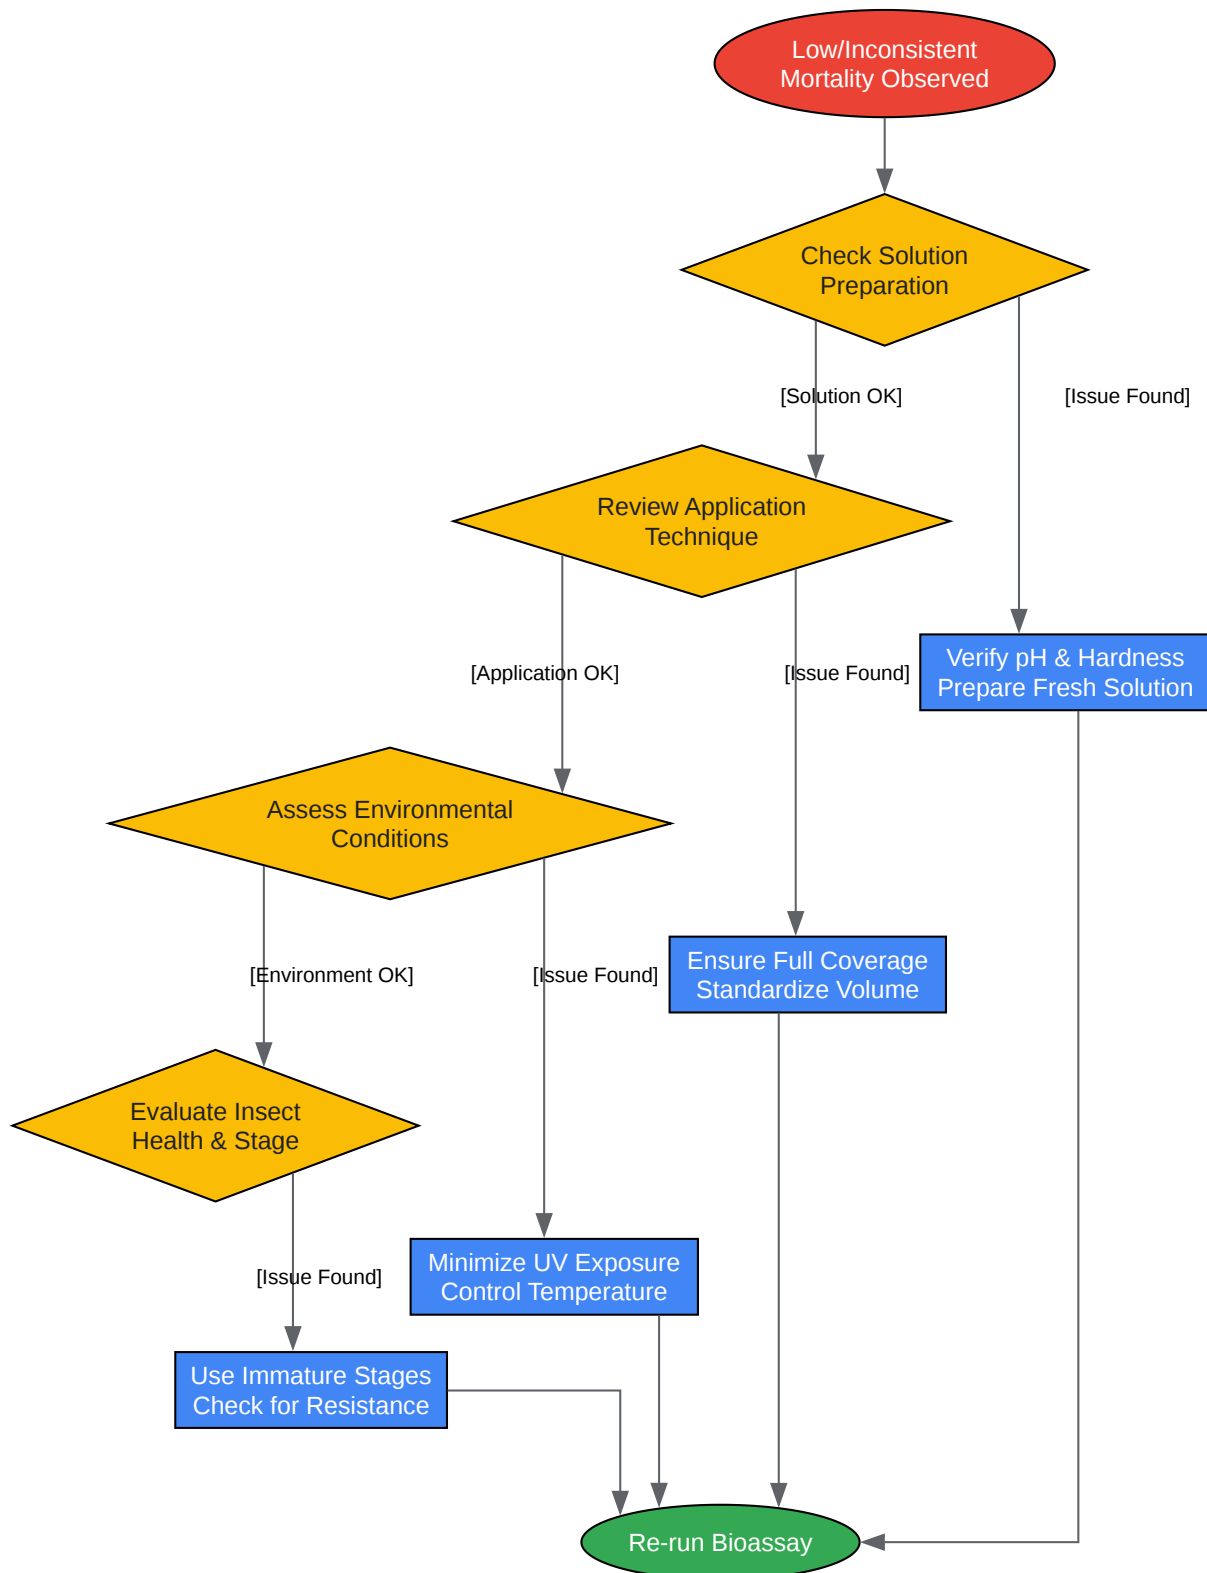 Low/Inconsistent
Mortality Observed
Check Solution
Preparation
[Solution OK]
[Issue Found]
Review Application
Technique
[Application OK]
[Issue Found]
Verify pH & Hardness
Prepare Fresh Solution
Assess Environmental
Conditions
[Environment OK]
[Issue Found]
Ensure Full Coverage
Standardize Volume
Evaluate Insect
Health & Stage
[Issue Found]
Minimize UV Exposure
Control Temperature
Use Immature Stages
Check for Resistance
Re-run Bioassay